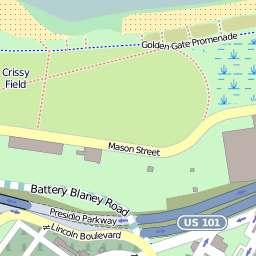 Golden Gate Promenade
Crissy
Field
Mason Street
Battery Blaney Road
Presidio Parkway
US 101
Lincoln Boulevard